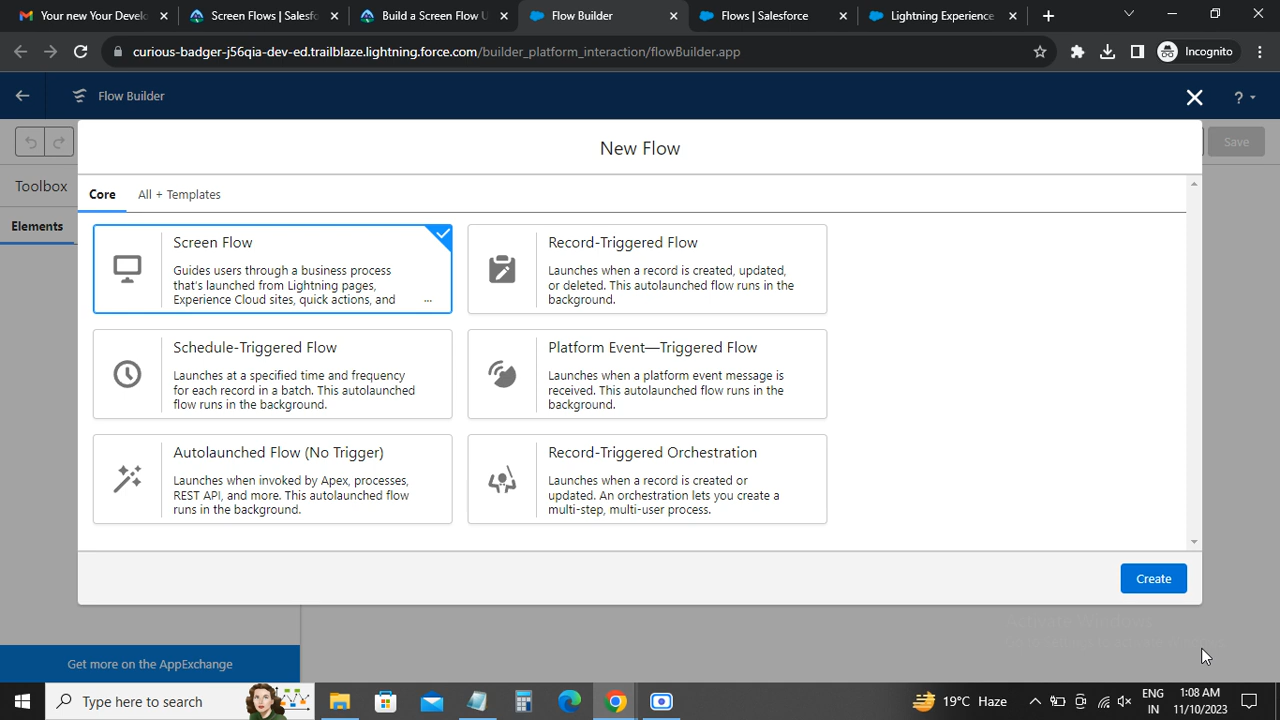 Your new Your Devel
Screen Flows | Salesf
Build a Screen Flow U
Flow Builder
Flows | Salesforce
Lightning Experience
curious-badger-j56qia-dev-ed.trailblaze.lightning.force.com/builder_platform_interaction/flowBuilder.app
Incognito
Flow Builder
?
New Flow
Save
Toolbox
Core
All + Templates
Elements
Screen Flow
Guides users through a business process
that's launched from Lightning pages,
Experience Cloud sites, quick actions, and ...
Record-Triggered Flow
Launches when a record is created, updated,
or deleted. This autolaunched flow runs in the
background.
Schedule-Triggered Flow
Launches at a specified time and frequency
for each record in a batch. This autolaunched
flow runs in the background.
Platform Event—Triggered Flow
Launches when a platform event message is
received. This autolaunched flow runs in the
background.
Autolaunched Flow (No Trigger)
Launches when invoked by Apex, processes,
REST API, and more. This autolaunched flow
runs in the background.
Record-Triggered Orchestration
Launches when a record is created or
updated. An orchestration lets you create a
multi-step, multi-user process.
Create
Activate Windows
Get more on the AppExchange
Type here to search
19°C Haze
ENG
IN
1:08 AM
11/10/2023